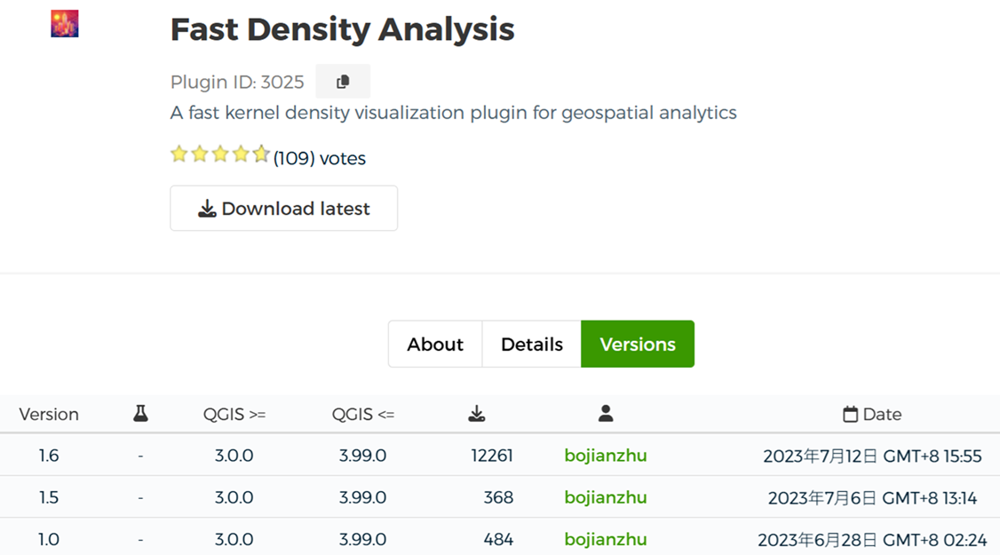 Fast Density Analysis
Plugin ID: 3025
A fast kernel density visualization plugin for geospatial analytics
(109) votes
Download latest
About Details Versions
Version QGIS >= QGIS <= Date
1.6 - 3.0.0 3.99.0 12261 bojianzhu 2023年7月12日 GMT+8 15:55
1.5 - 3.0.0 3.99.0 368 bojianzhu 2023年7月6日 GMT+8 13:14
1.0 - 3.0.0 3.99.0 484 bojianzhu 2023年6月28日 GMT+8 02:24